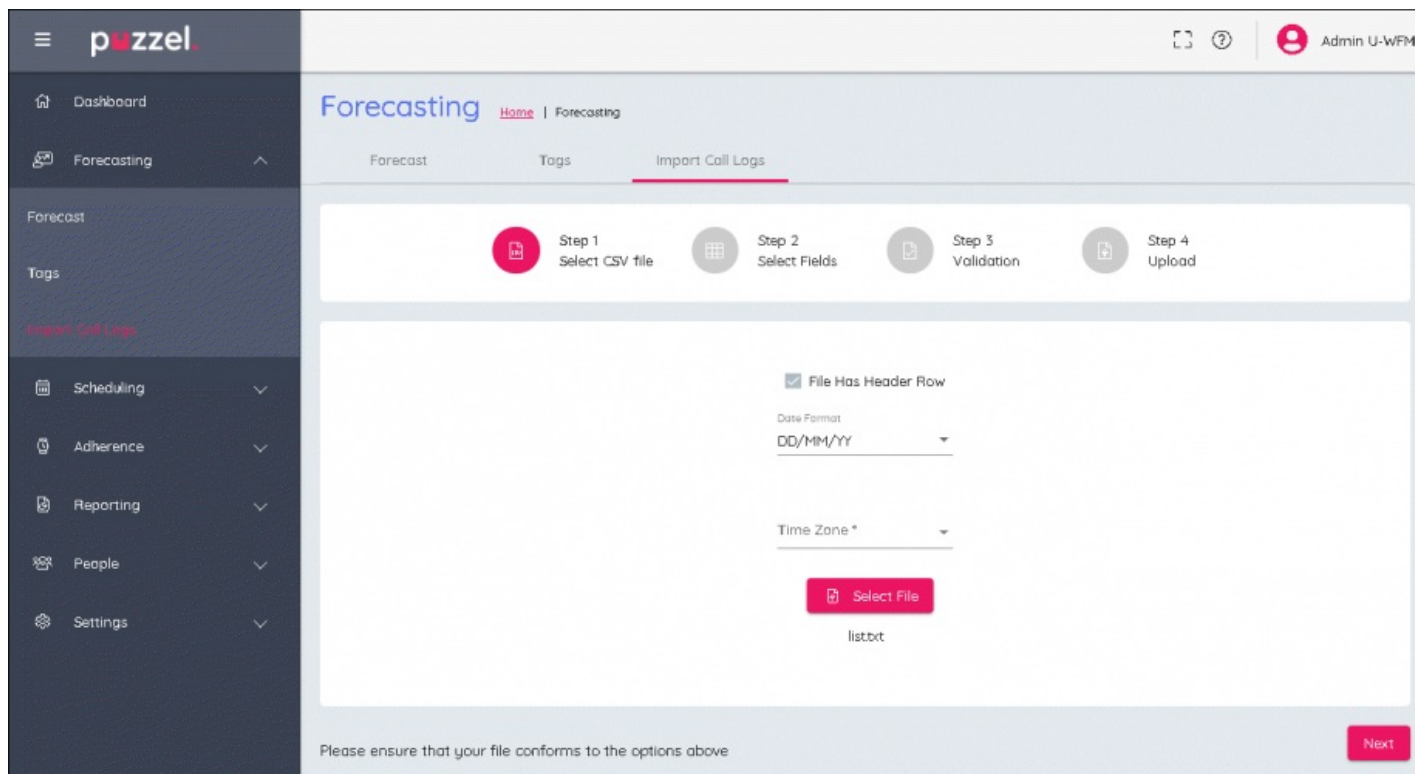 puzzel.
Admin U-WFM
Dashboard
Forecasting
Forecast
Tags
Import Call Logs
Scheduling
Adherence
Reporting
People
Settings
Forecasting Home | Forecasting
Forecast Tags Import Call Logs
Step 1
Select CSV file
Step 2
Select Fields
Step 3
Validation
Step 4
Upload
File Has Header Row
Date Format
DD/MM/YY
Time Zone *
Select File
list.txt
Please ensure that your file conforms to the options above
Next